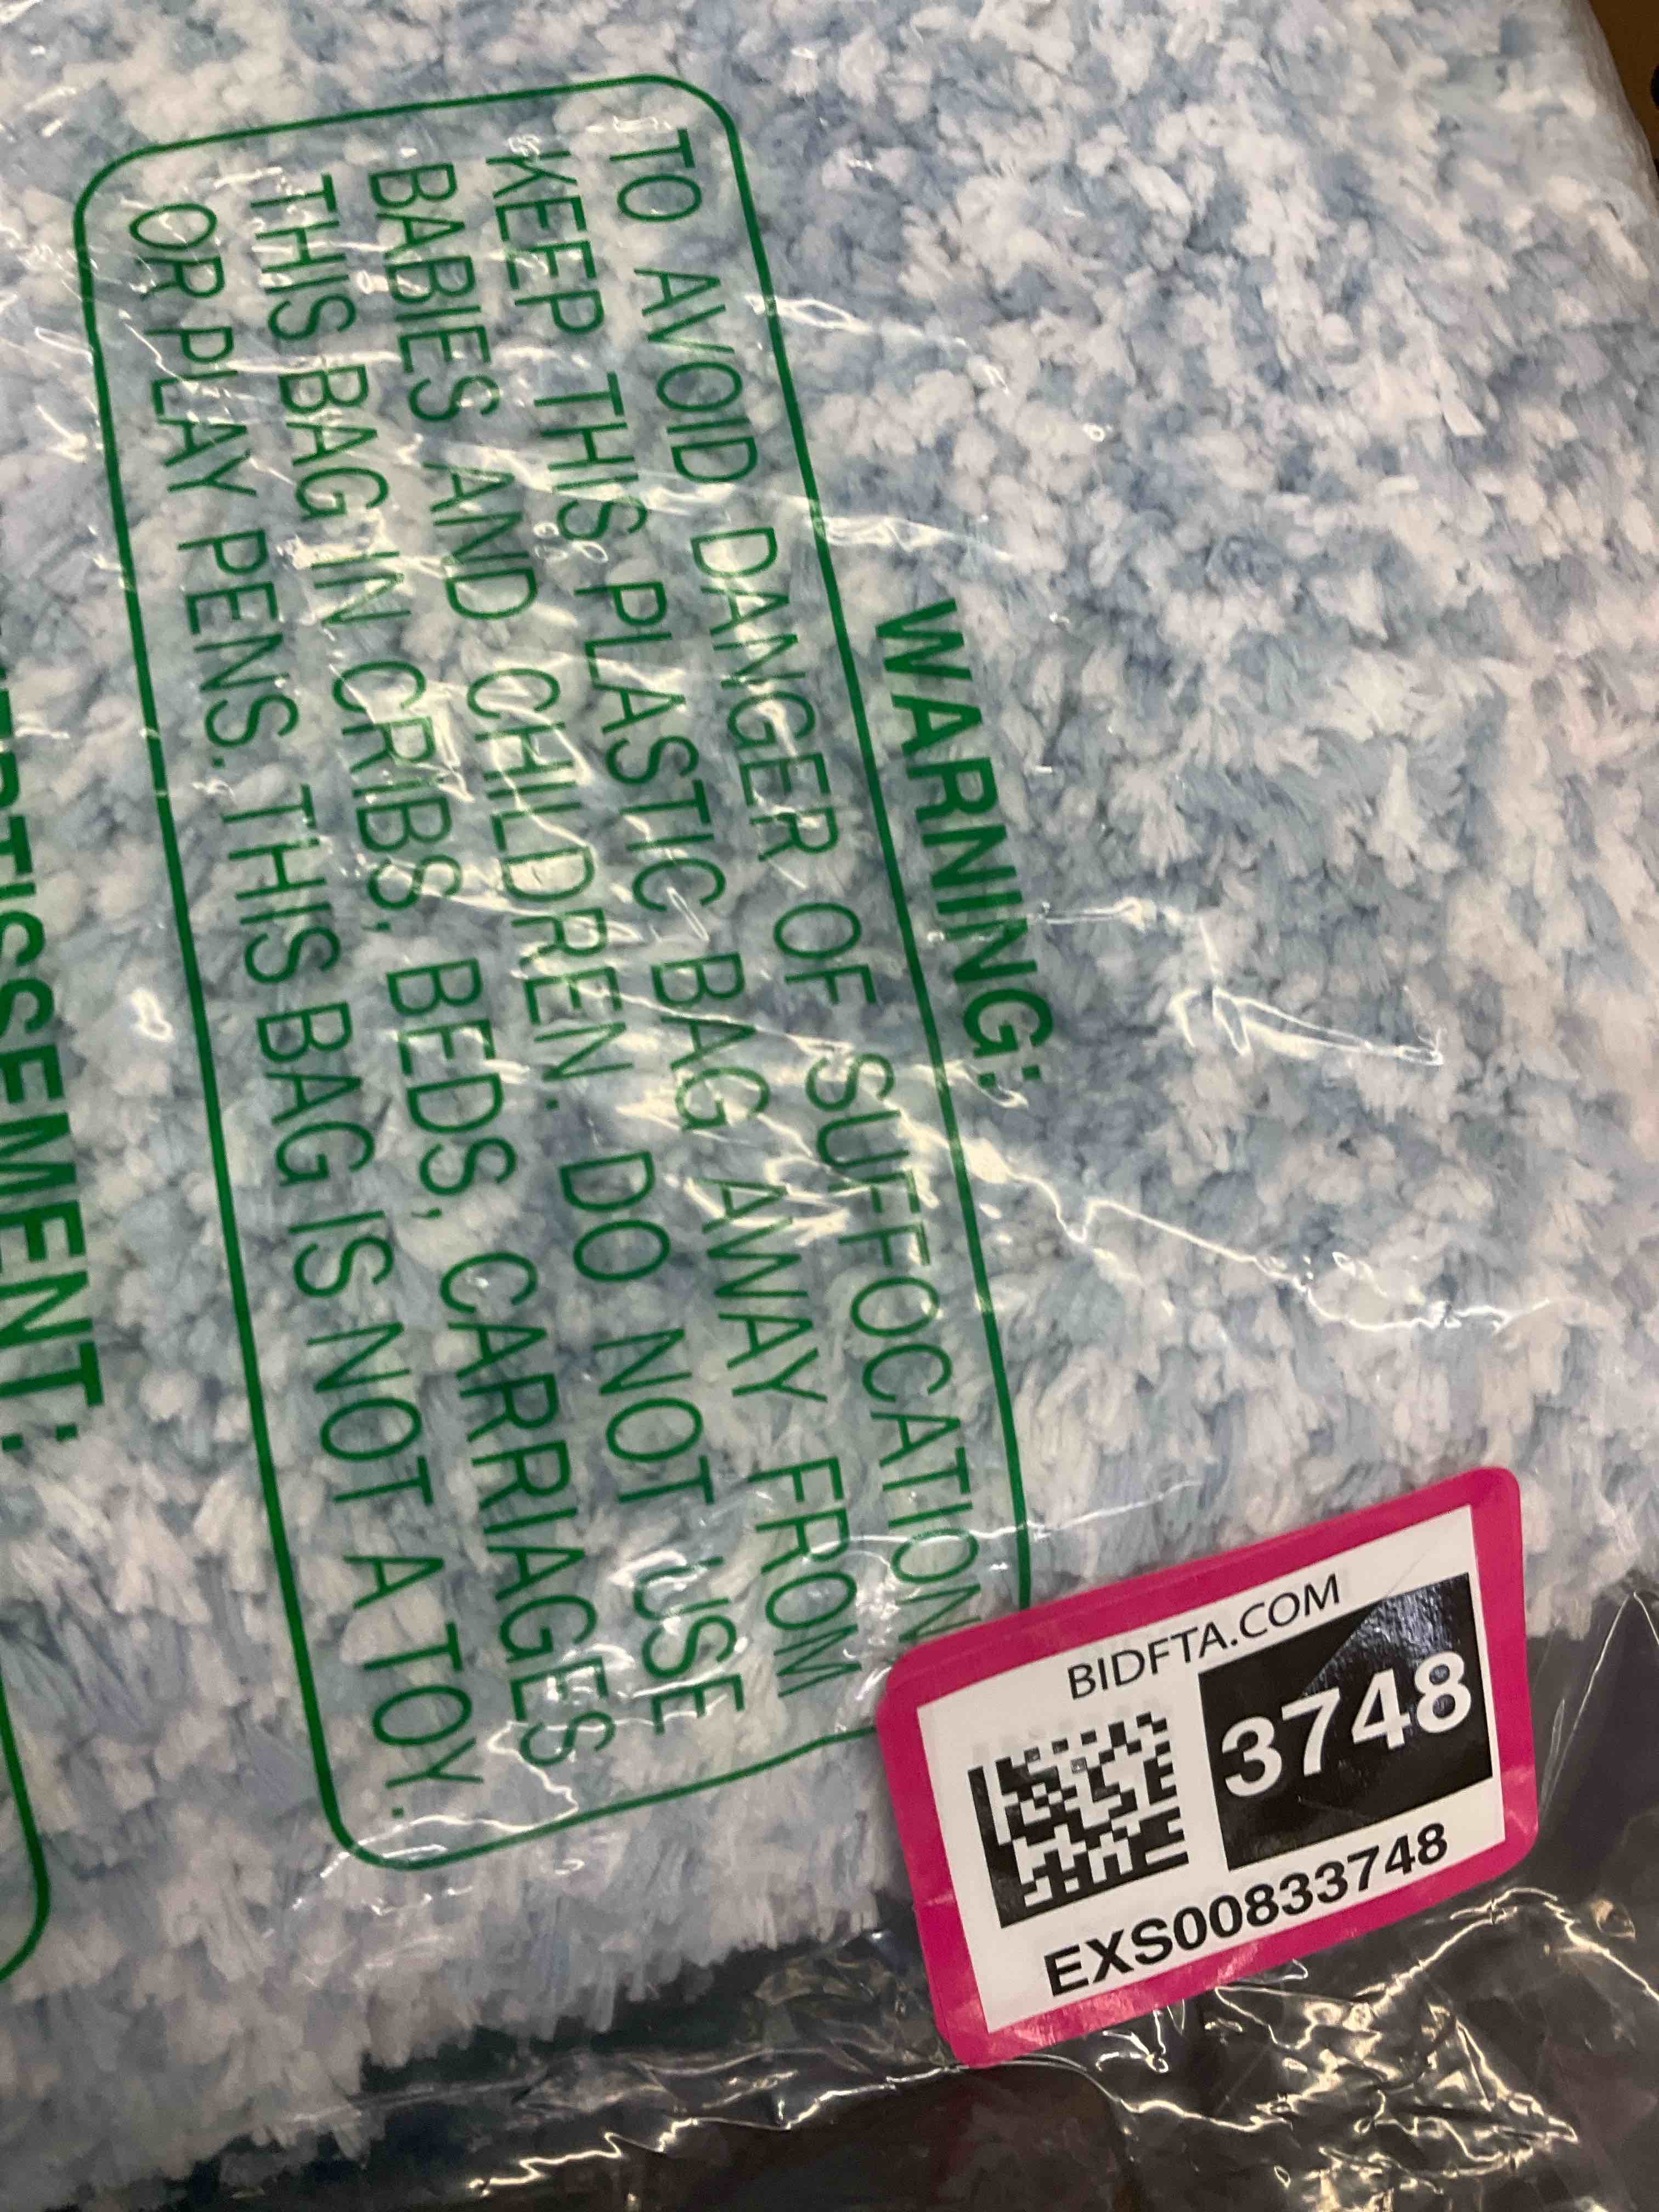 WARNING:
TO AVOID DANGER OF SUFFOCATION
KEEP THIS PLASTIC BAG AWAY FROM
BABIES AND CHILDREN. DO NOT USE
THIS BAG IN CRIBS, BEDS, CARRIAGES
OR PLAY PENS. THIS BAG IS NOT A TOY.
BIDFTA.COM
3748
EXS00833748